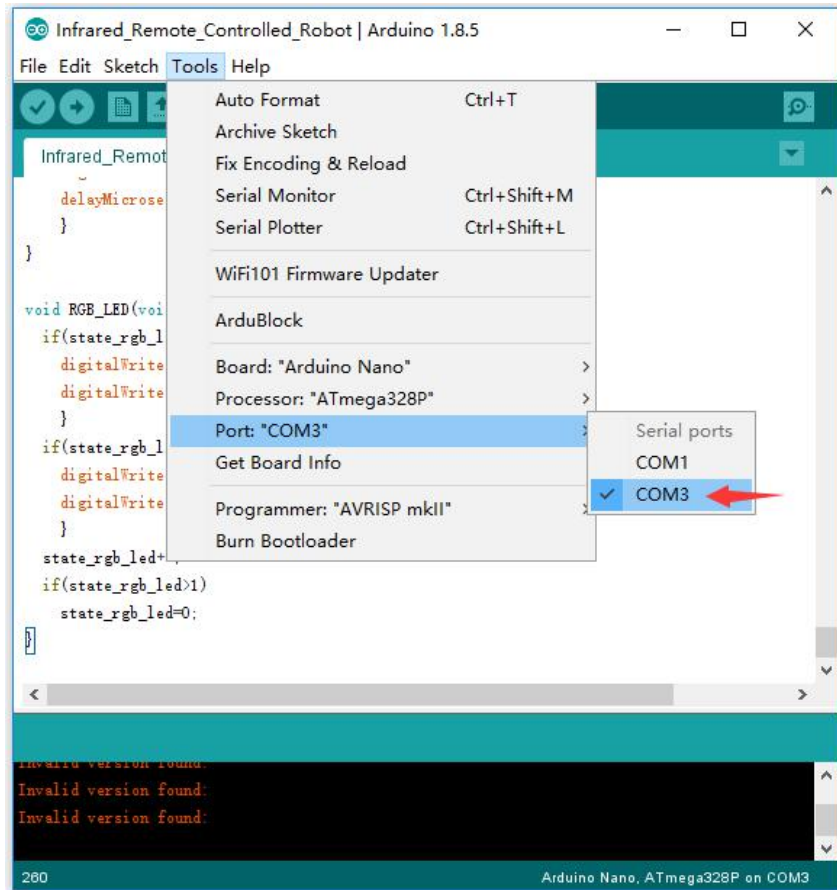 Infrared_Remote_Controlled_Robot | Arduino 1.8.5
File Edit Sketch Tools Help
Infrared_Remot
Auto Format Ctrl+T
Archive Sketch
Fix Encoding & Reload
Serial Monitor Ctrl+Shift+M
Serial Plotter Ctrl+Shift+L
WiFi101 Firmware Updater
ArduBlock
Board: "Arduino Nano"
Processor: "ATmega328P"
Port: "COM3"
Get Board Info
Programmer: "AVRISP mkII"
Burn Bootloader
Serial ports
COM1
COM3
delayMicrose
}
}
void RGB_LED(voi
if(state_rgb_l
digitalWrite
digitalWrite
}
if(state_rgb_l
digitalWrite
digitalWrite
}
state_rgb_led+
if(state_rgb_led>1)
state_rgb_led=0;
}
Invalid version found:
Invalid version found:
Invalid version found:
260 Arduino Nano, ATmega328P on COM3